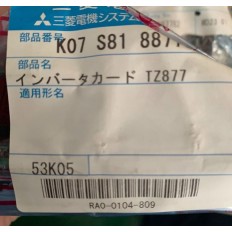 三菱電機システム
部品番号
K07 S81 887
部品名
インバータカード TZ877
適用形名
53K05
RAO-0104-809